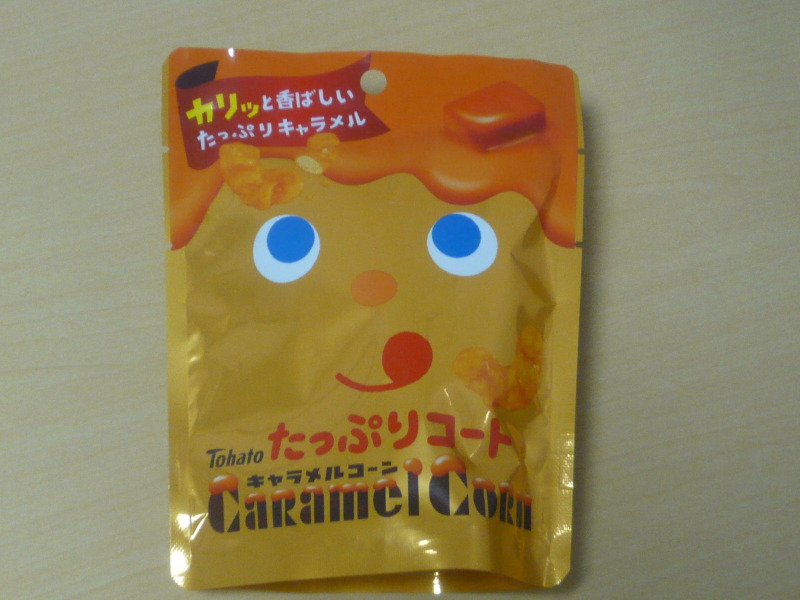 カリッと香ばしい
たっぷりキャラメル
Tohato たっぷりコート
キャラメルコーン
Caramel Corn